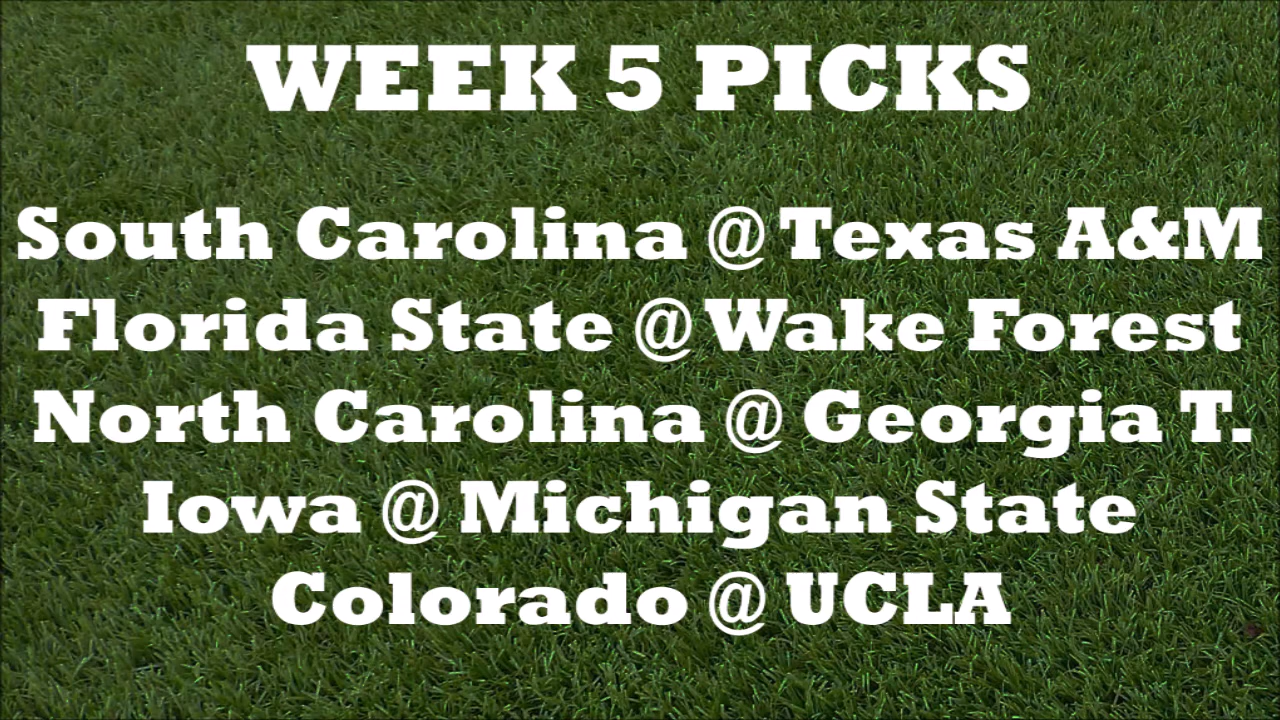 WEEK 5 PICKS
South Carolina @ Texas A&M
Florida State @ Wake Forest
North Carolina @ Georgia T.
Iowa @ Michigan State
Colorado @ UCLA